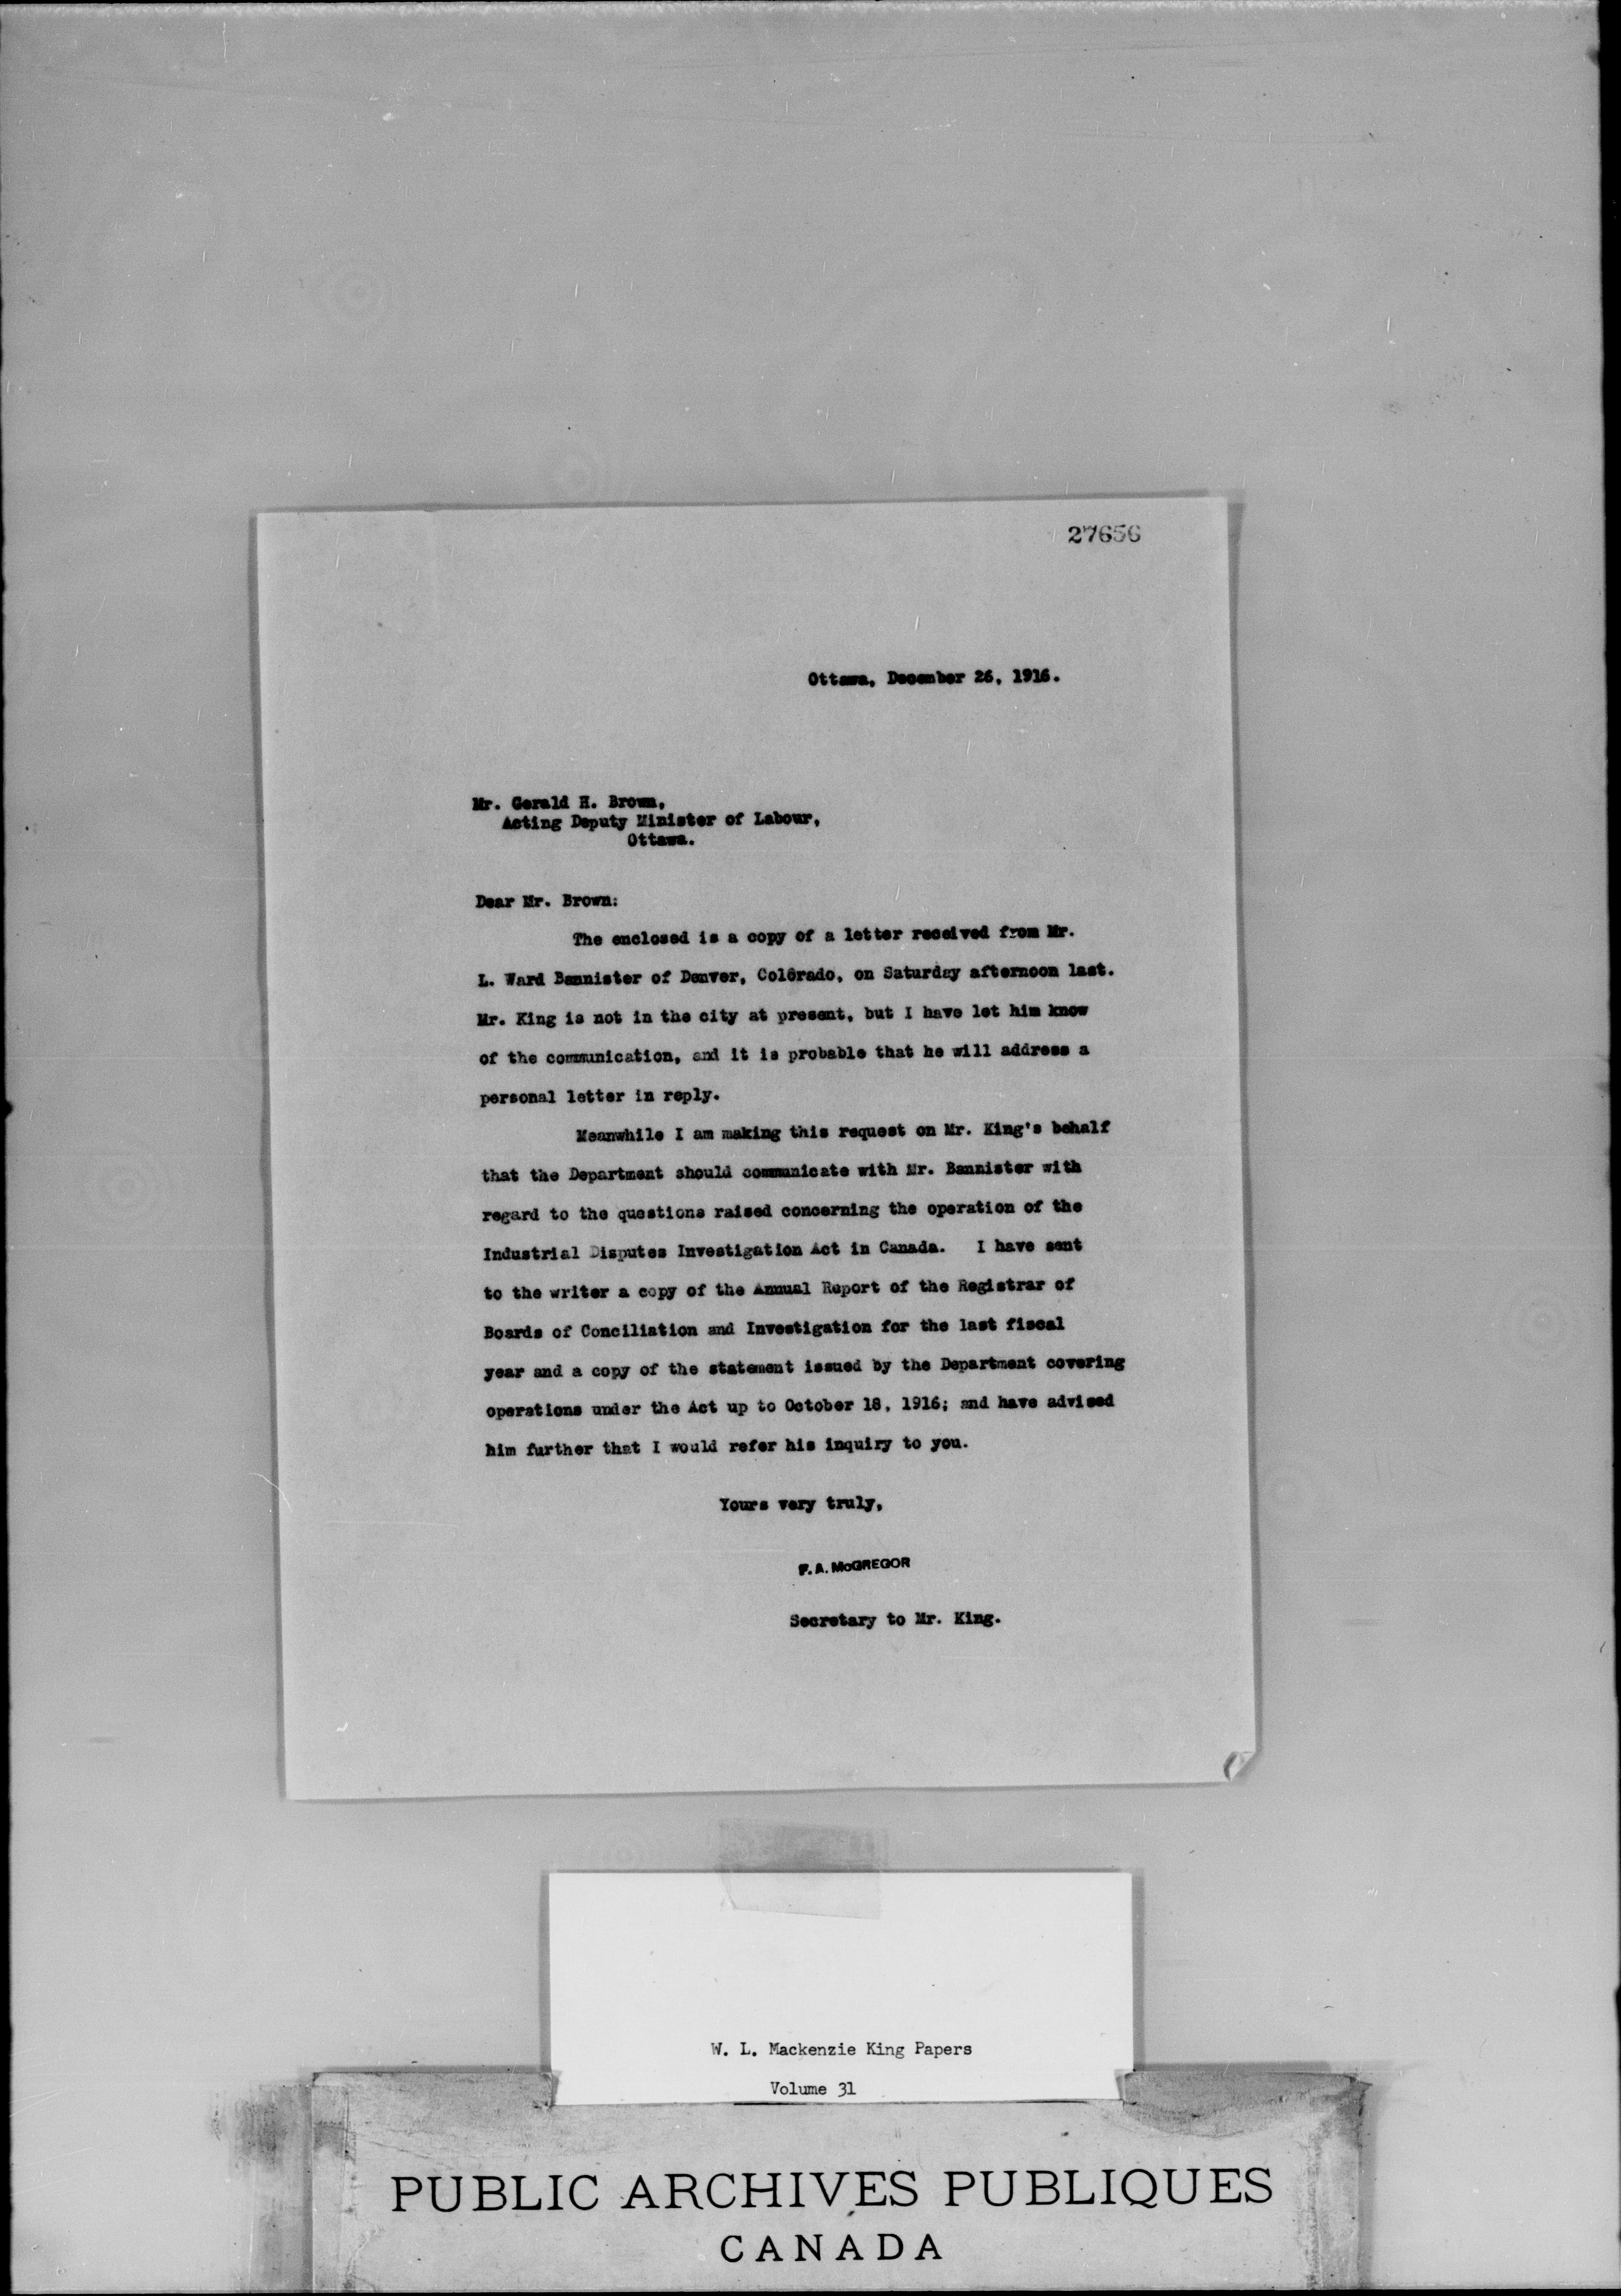 27656
Ottawa, December 26, 1916.
Mr. Gerald H. Brown,
Acting Deputy Minister of Labour,
Ottawa.
Dear Mr. Brown:
The enclosed is a copy of a letter received from Mr.
L. Ward Bannister of Denver, Colorado, on Saturday afternoon last.
Mr. King is not in the city at present, but I have let him know
of the communication, and it is probable that he will address a
personal letter in reply.
Meanwhile I am making this request on Mr. King's behalf
that the Department should communicate with Mr. Bannister with
regard to the questions raised concerning the operation of the
Industrial Disputes Investigation Act in Canada. I have sent
to the writer a copy of the Annual Report of the Registrar of
Boards of Conciliation and Investigation for the last fiscal
year and a copy of the statement issued by the Department covering
operations under the Act up to October 18, 1916; and have advised
him further that I would refer his inquiry to you.
Yours very truly,
F. A. McGREGOR
Secretary to Mr. King.
W. L. Mackenzie King Papers
Volume 31
PUBLIC ARCHIVES PUBLIQUES
CANADA